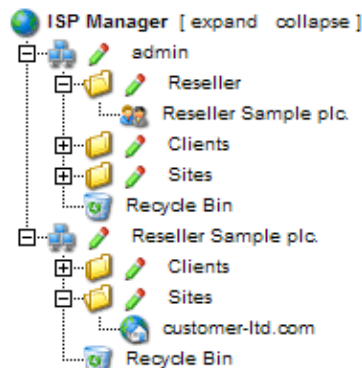 ISP Manager [ expand collapse ]
admin
Reseller
Reseller Sample plc.
Clients
Sites
Recycle Bin
Reseller Sample plc.
Clients
Sites
customer-ltd.com
Recycle Bin